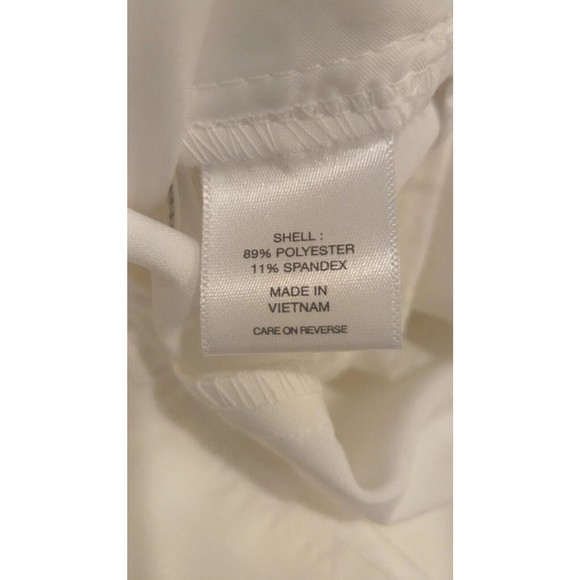 SHELL :
89% POLYESTER
11% SPANDEX
MADE IN
VIETNAM
CARE ON REVERSE